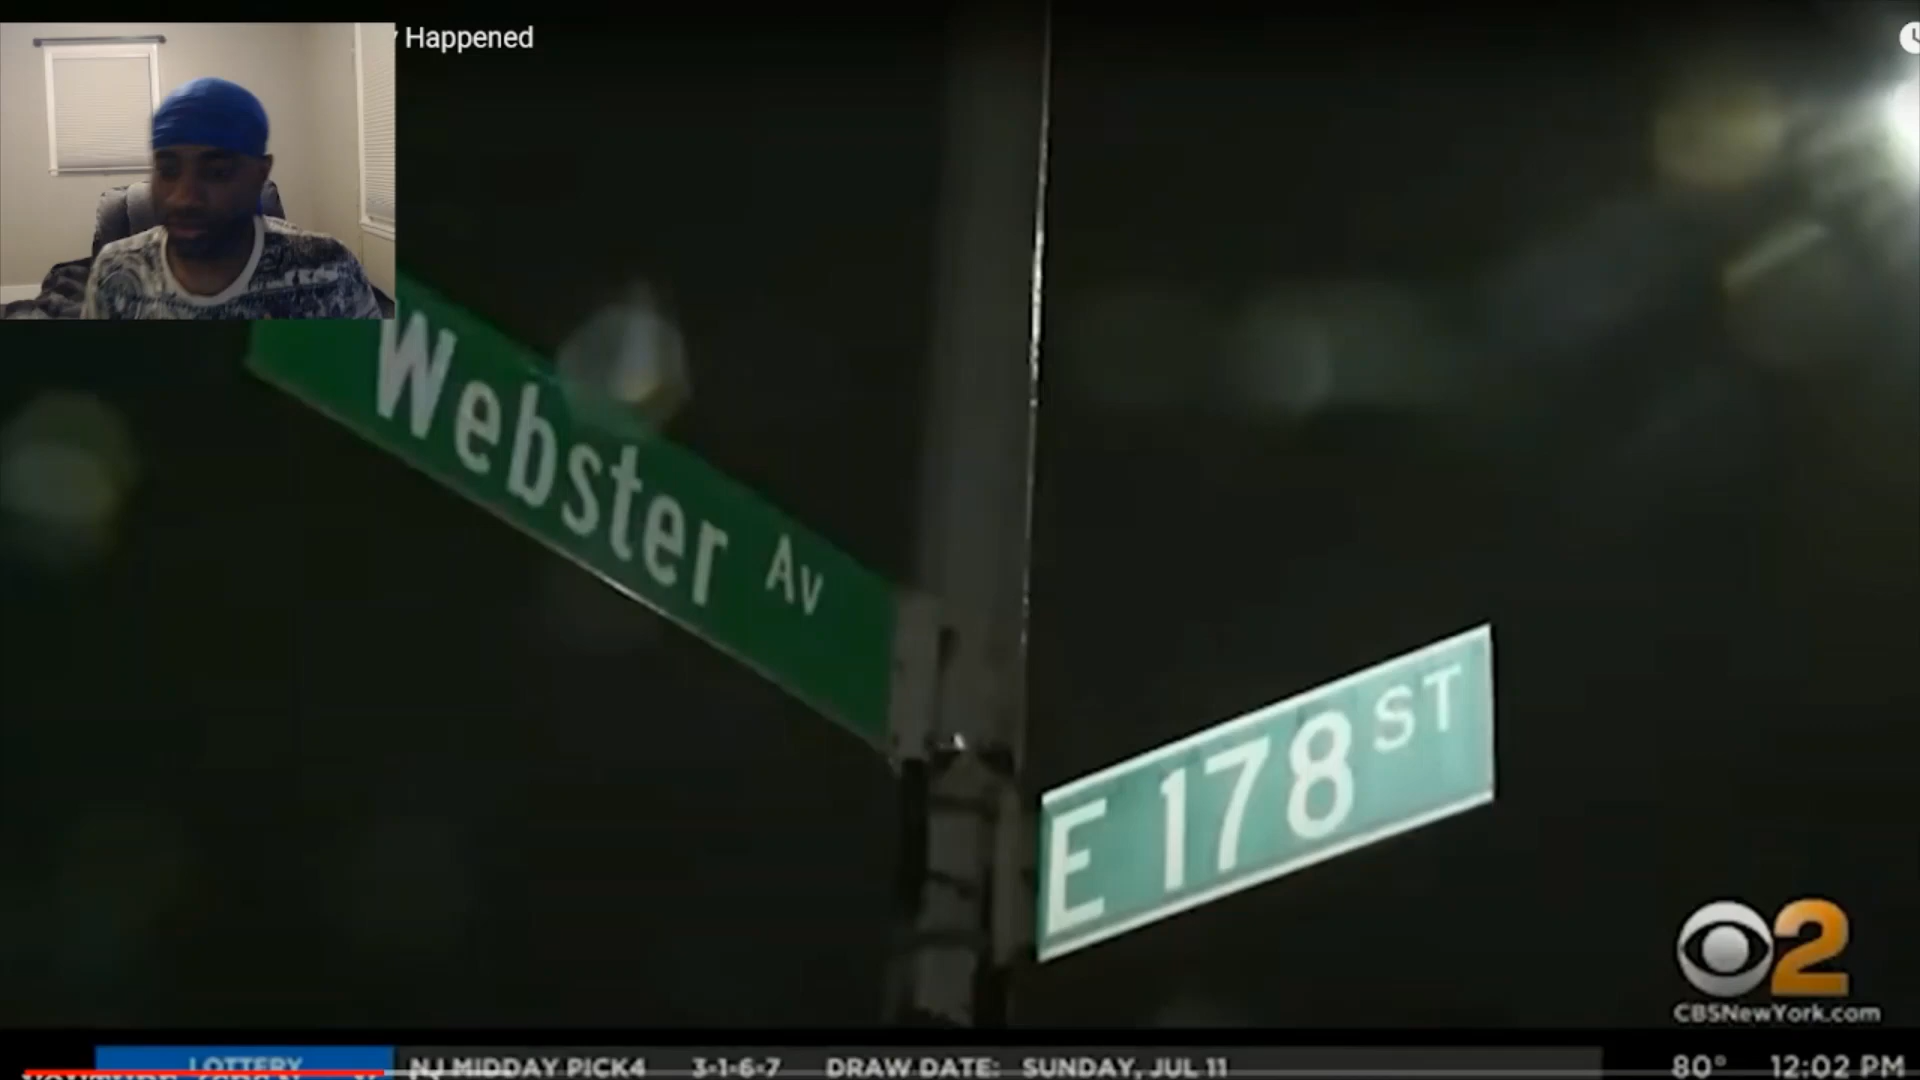 Happened
Webster Av
E 178 ST
2
CBSNewYork.com
LOTTERY NJ MIDDAY PICK4 3-1-6-7 DRAW DATE: SUNDAY, JUL 11 80° 12:02 PM